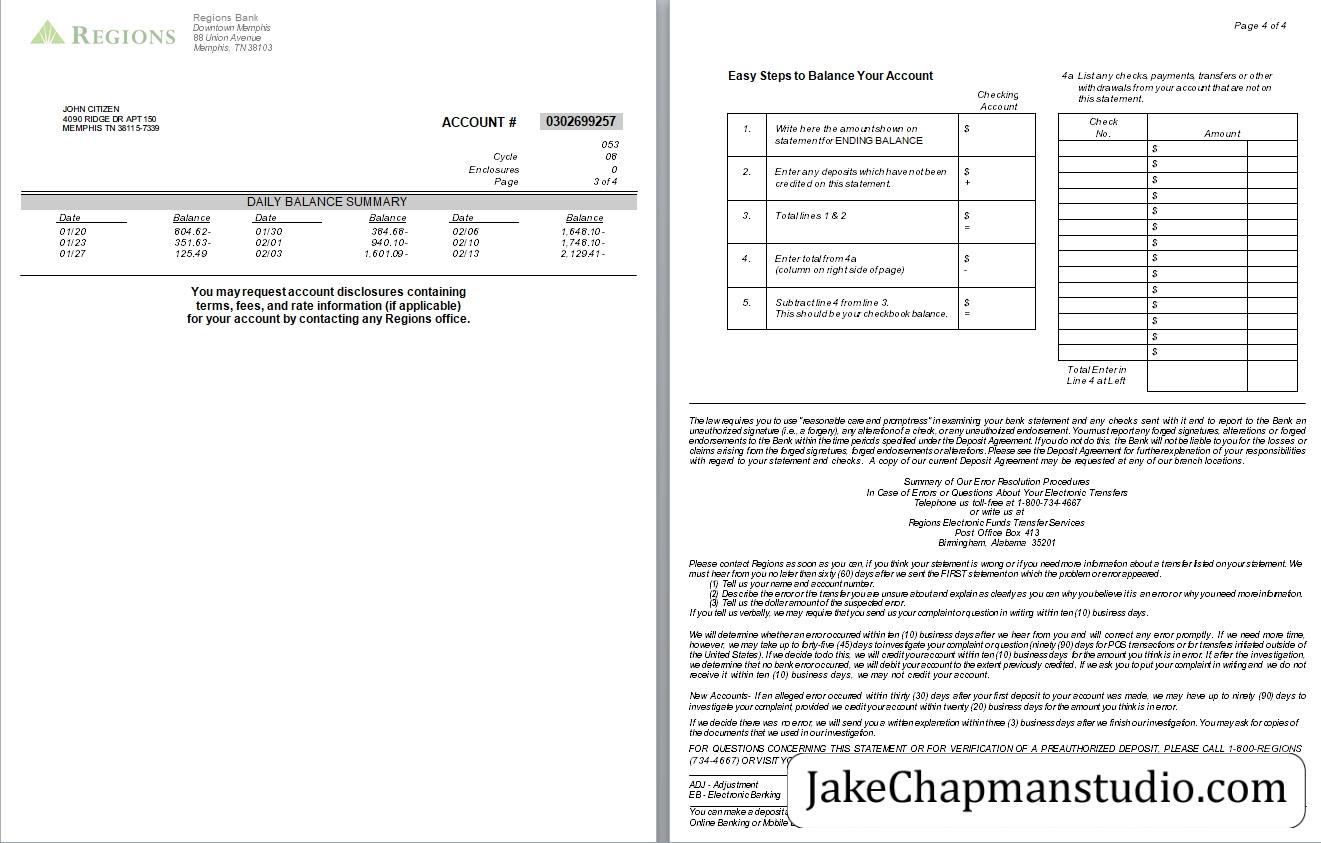 REGIONS
Regions Bank
Downtown Memphis
88 Union Avenue
Memphis, TN 38103
JOHN CITIZEN
4090 RIDGE DR APT 150
MEMPHIS TN 38115-7339
ACCOUNT # 0302699257
053
Cycle 06
Enclosures 0
Page 3 of 4
DAILY BALANCE SUMMARY
Date Balance Date Balance Date Balance
01/20 604.62- 01/30 384.68- 02/06 1,648.10-
01/23 351.63- 02/01 940.10- 02/10 1,748.10-
01/27 125.49 02/03 1,601.09- 02/13 2,129.41-
You may request account disclosures containing
terms, fees, and rate information (if applicable)
for your account by contacting any Regions office.
Page 4 of 4
Easy Steps to Balance Your Account
Checking
Account
1. Write here the amount shown on $
statement for ENDING BALANCE
2. Enter any deposits which have not been $
credited on this statement. +
3. Total lines 1 & 2 $
=
4. Enter total from 4a $
(column on right side of page) -
5. Subtract line 4 from line 3. $
This should be your checkbook balance. =
4a List any checks, payments, transfers or other
withdrawals from your account that are not on
this statement.
Check
No. Amount
$
$
$
$
$
$
$
$
$
$
$
$
$
$
Total Enter in
Line 4 at Left
The law requires you to use "reasonable care and promptness" in examining your bank statement and any checks sent with it and to report to the Bank an
unauthorized signature (i.e., a forgery), any alteration of a check, or any unauthorized endorsement. You must report any forged signatures, alterations or forged
endorsements to the Bank within the time periods specified under the Deposit Agreement. If you do not do this, the Bank will not be liable to you for the losses or
claims arising from the forged signatures, forged endorsements or alterations. Please see the Deposit Agreement for further explanation of your responsibilities
with regard to your statement and checks. A copy of our current Deposit Agreement may be requested at any of our branch locations.
Summary of Our Error Resolution Procedures
In Case of Errors or Questions About Your Electronic Transfers
Telephone us toll-free at 1-800-734-4667
or write us at
Regions Electronic Funds Transfer Services
Post Office Box 413
Birmingham, Alabama 35201
Please contact Regions as soon as you can, if you think your statement is wrong or if you need more information about a transfer listed on your statement. We
must hear from you no later than sixty (60) days after we sent the FIRST statement on which the problem or error appeared.
(1) Tell us your name and account number.
(2) Describe the error or the transfer you are unsure about and explain as clearly as you can why you believe it is an error or why you need more information.
(3) Tell us the dollar amount of the suspected error.
If you tell us verbally, we may require that you send us your complaint or question in writing within ten (10) business days.
We will determine whether an error occurred within ten (10) business days after we hear from you and will correct any error promptly. If we need more time,
however, we may take up to forty-five (45) days to investigate your complaint or question (ninety (90) days for POS transactions or for transfers initiated outside of
the United States). If we decide to do this, we will credit your account within ten (10) business days for the amount you think is in error. If after the investigation,
we determine that no bank error occurred, we will debit your account to the extent previously credited. If we ask you to put your complaint in writing and we do not
receive it within ten (10) business days, we may not credit your account.
New Accounts- If an alleged error occurred within thirty (30) days after your first deposit to your account was made, we may have up to ninety (90) days to
investigate your complaint, provided we credit your account within twenty (20) business days for the amount you think is in error.
If we decide there was no error, we will send you a written explanation within three (3) business days after we finish our investigation. You may ask for copies of
the documents that we used in our investigation.
FOR QUESTIONS CONCERNING THIS STATEMENT OR FOR VERIFICATION OF A PREAUTHORIZED DEPOSIT, PLEASE CALL 1-800-REGIONS
(734-4667) OR VISIT
ADJ - Adjustment
EB - Electronic Banking
You can make a deposit
Online Banking or Mobile
JakeChapmanstudio.com